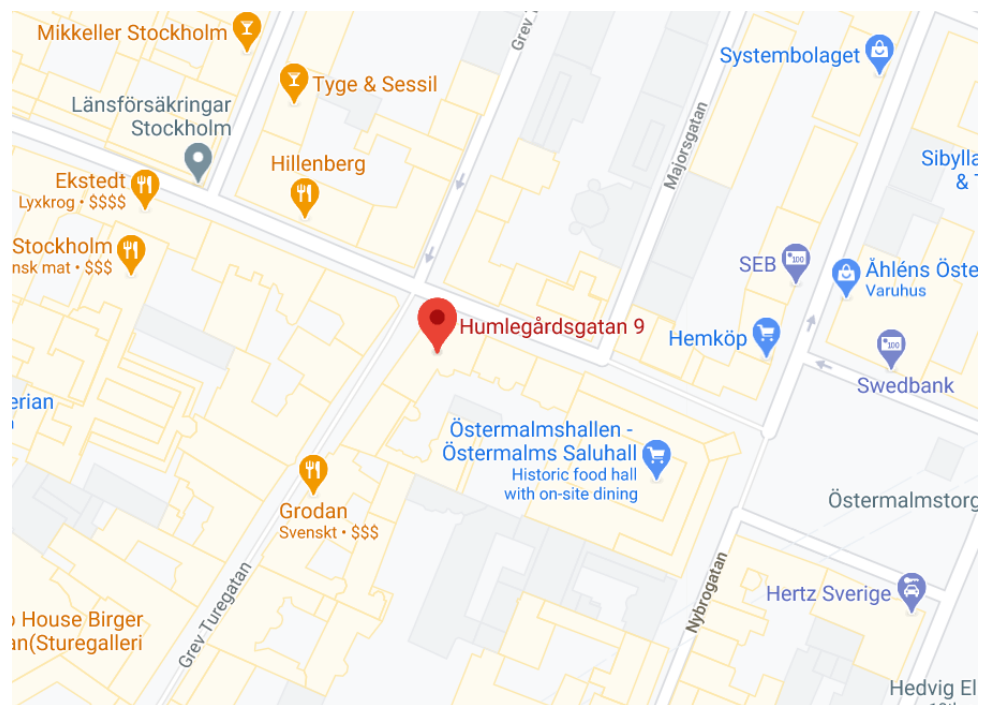 Mikkeller Stockholm
Grev
Systembolaget
Tyge & Sessil
Länsförsäkringar
Stockholm
Majorsgatan
Hillenberg
Sibylla
& T
Ekstedt
Lyxkrog • $$$$
Stockholm
nsk mat • $$$
SEB
Åhléns Öste
Varuhus
Humlegårdsgatan 9
Hemköp
Swedbank
erian
Östermalmshallen -
Östermalms Saluhall
Historic food hall
with on-site dining
Grodan
Svenskt • $$$
Östermalmstorg
Grev Turegatan
Nybrogatan
Hertz Sverige
o House Birger
an(Sturegalleri
Hedvig El